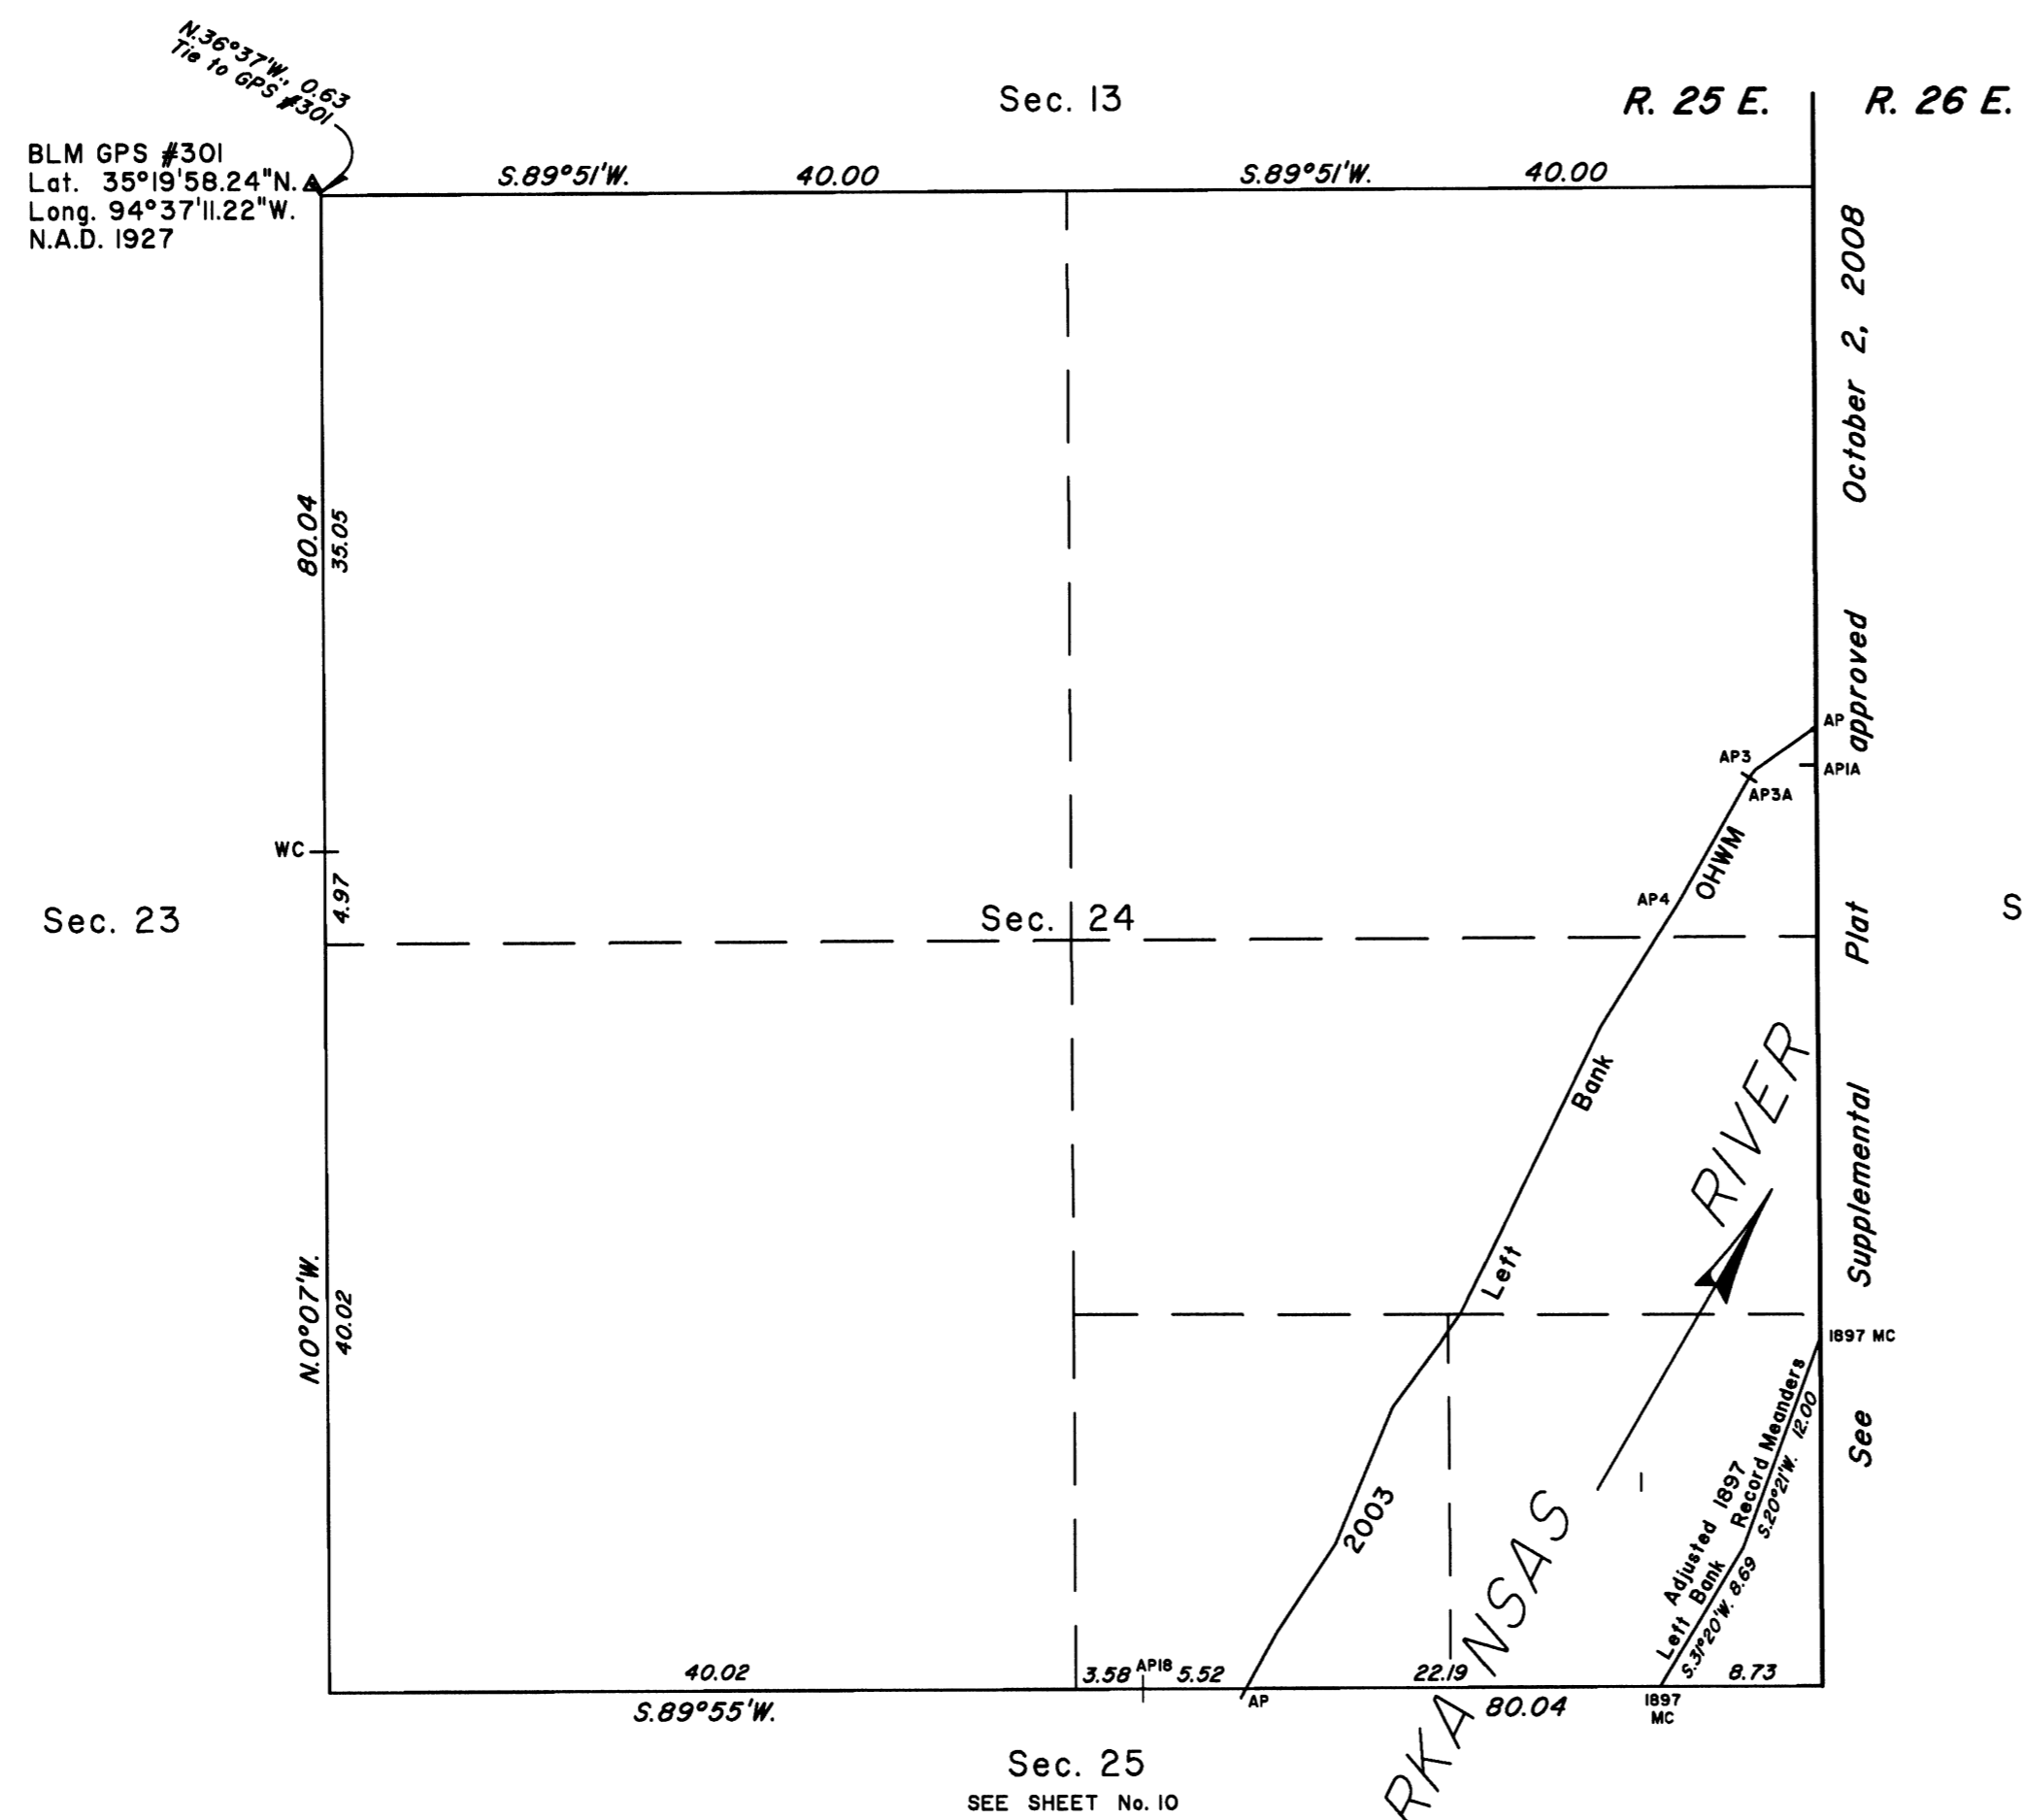 N.36°37'W., 0.63
Tie to GPS #301
Sec. 13
R. 25 E.
R. 26 E.
BLM GPS #301
Lat. 35°19'58.24"N.
Long. 94°37'11.22"W.
N.A.D. 1927
S.89°51'W.
40.00
S.89°51'W.
40.00
See Supplemental Plat approved October 2, 2008
80.04
35.05
AP
AP3
AP1A
AP3A
OHWM
WC
4.97
AP4
Sec. 23
Sec. 24
S
Bank
RIVER
Left
N.0°07'W.
40.02
1897 MC
Adjusted 1897
Left Bank Record Meanders
S.31°20'W. 8.69 S.20°21'W. 12.00
2003
RKANSAS
40.02
3.58
AP18
5.52
22.19
8.73
S.89°55'W.
AP
80.04
1897
MC
Sec. 25
SEE SHEET No. 10